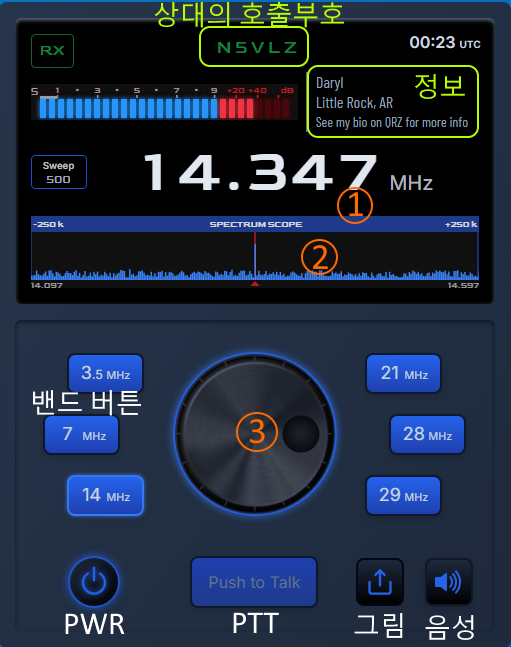 상대의 호출부호
RX
N5VLZ
00:23 UTC
S 1 • 3 • 5 • 7 • 9 +20 +40 dB
Daryl
정보
Little Rock, AR
See my bio on QRZ for more info
Sweep
500
14.347 MHz
①
-250 k SPECTRUM SCOPE +250 k
②
14.097 14.597
3.5 MHz
21 MHz
밴드 버튼
7 MHz
③
28 MHz
14 MHz
29 MHz
Push to Talk
PWR
PTT
그림
음성